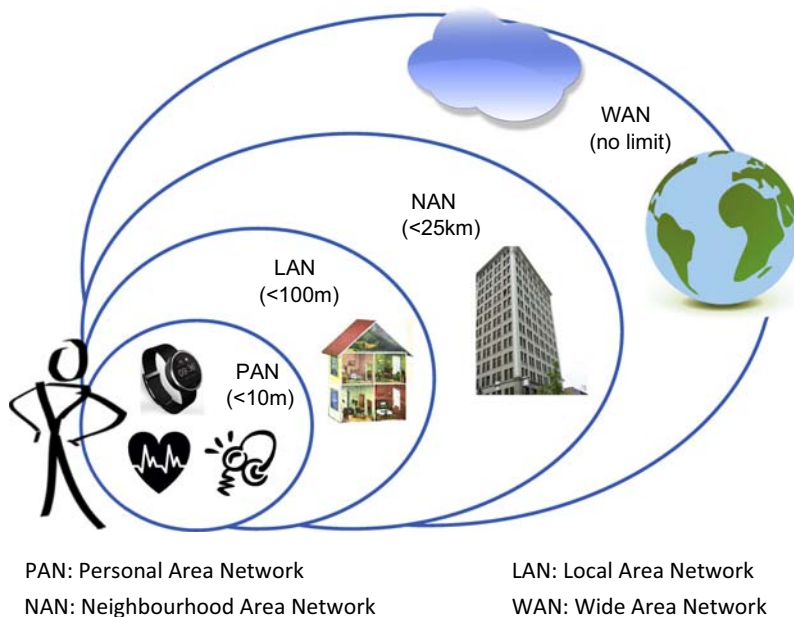 WAN
(no limit)
NAN
(<25km)
LAN
(<100m)
PAN
(<10m)
PAN: Personal Area Network
LAN: Local Area Network
NAN: Neighbourhood Area Network
WAN: Wide Area Network